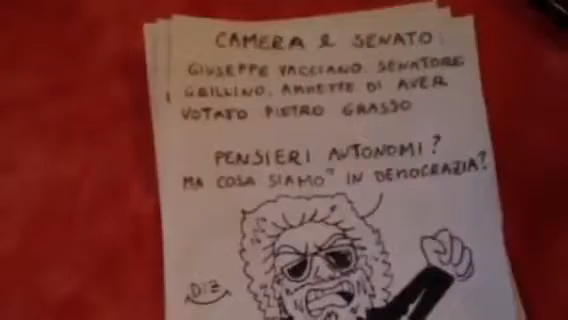 CAMERA & SENATO:
GIUSEPPE VACCIANO, SENATORE
GRILLINO, AMMETTE DI AVER
VOTATO PIETRO GRASSO
PENSIERI AUTONOMI?
MA COSA SIAMO" IN DEMOCRAZIA?
DIZ